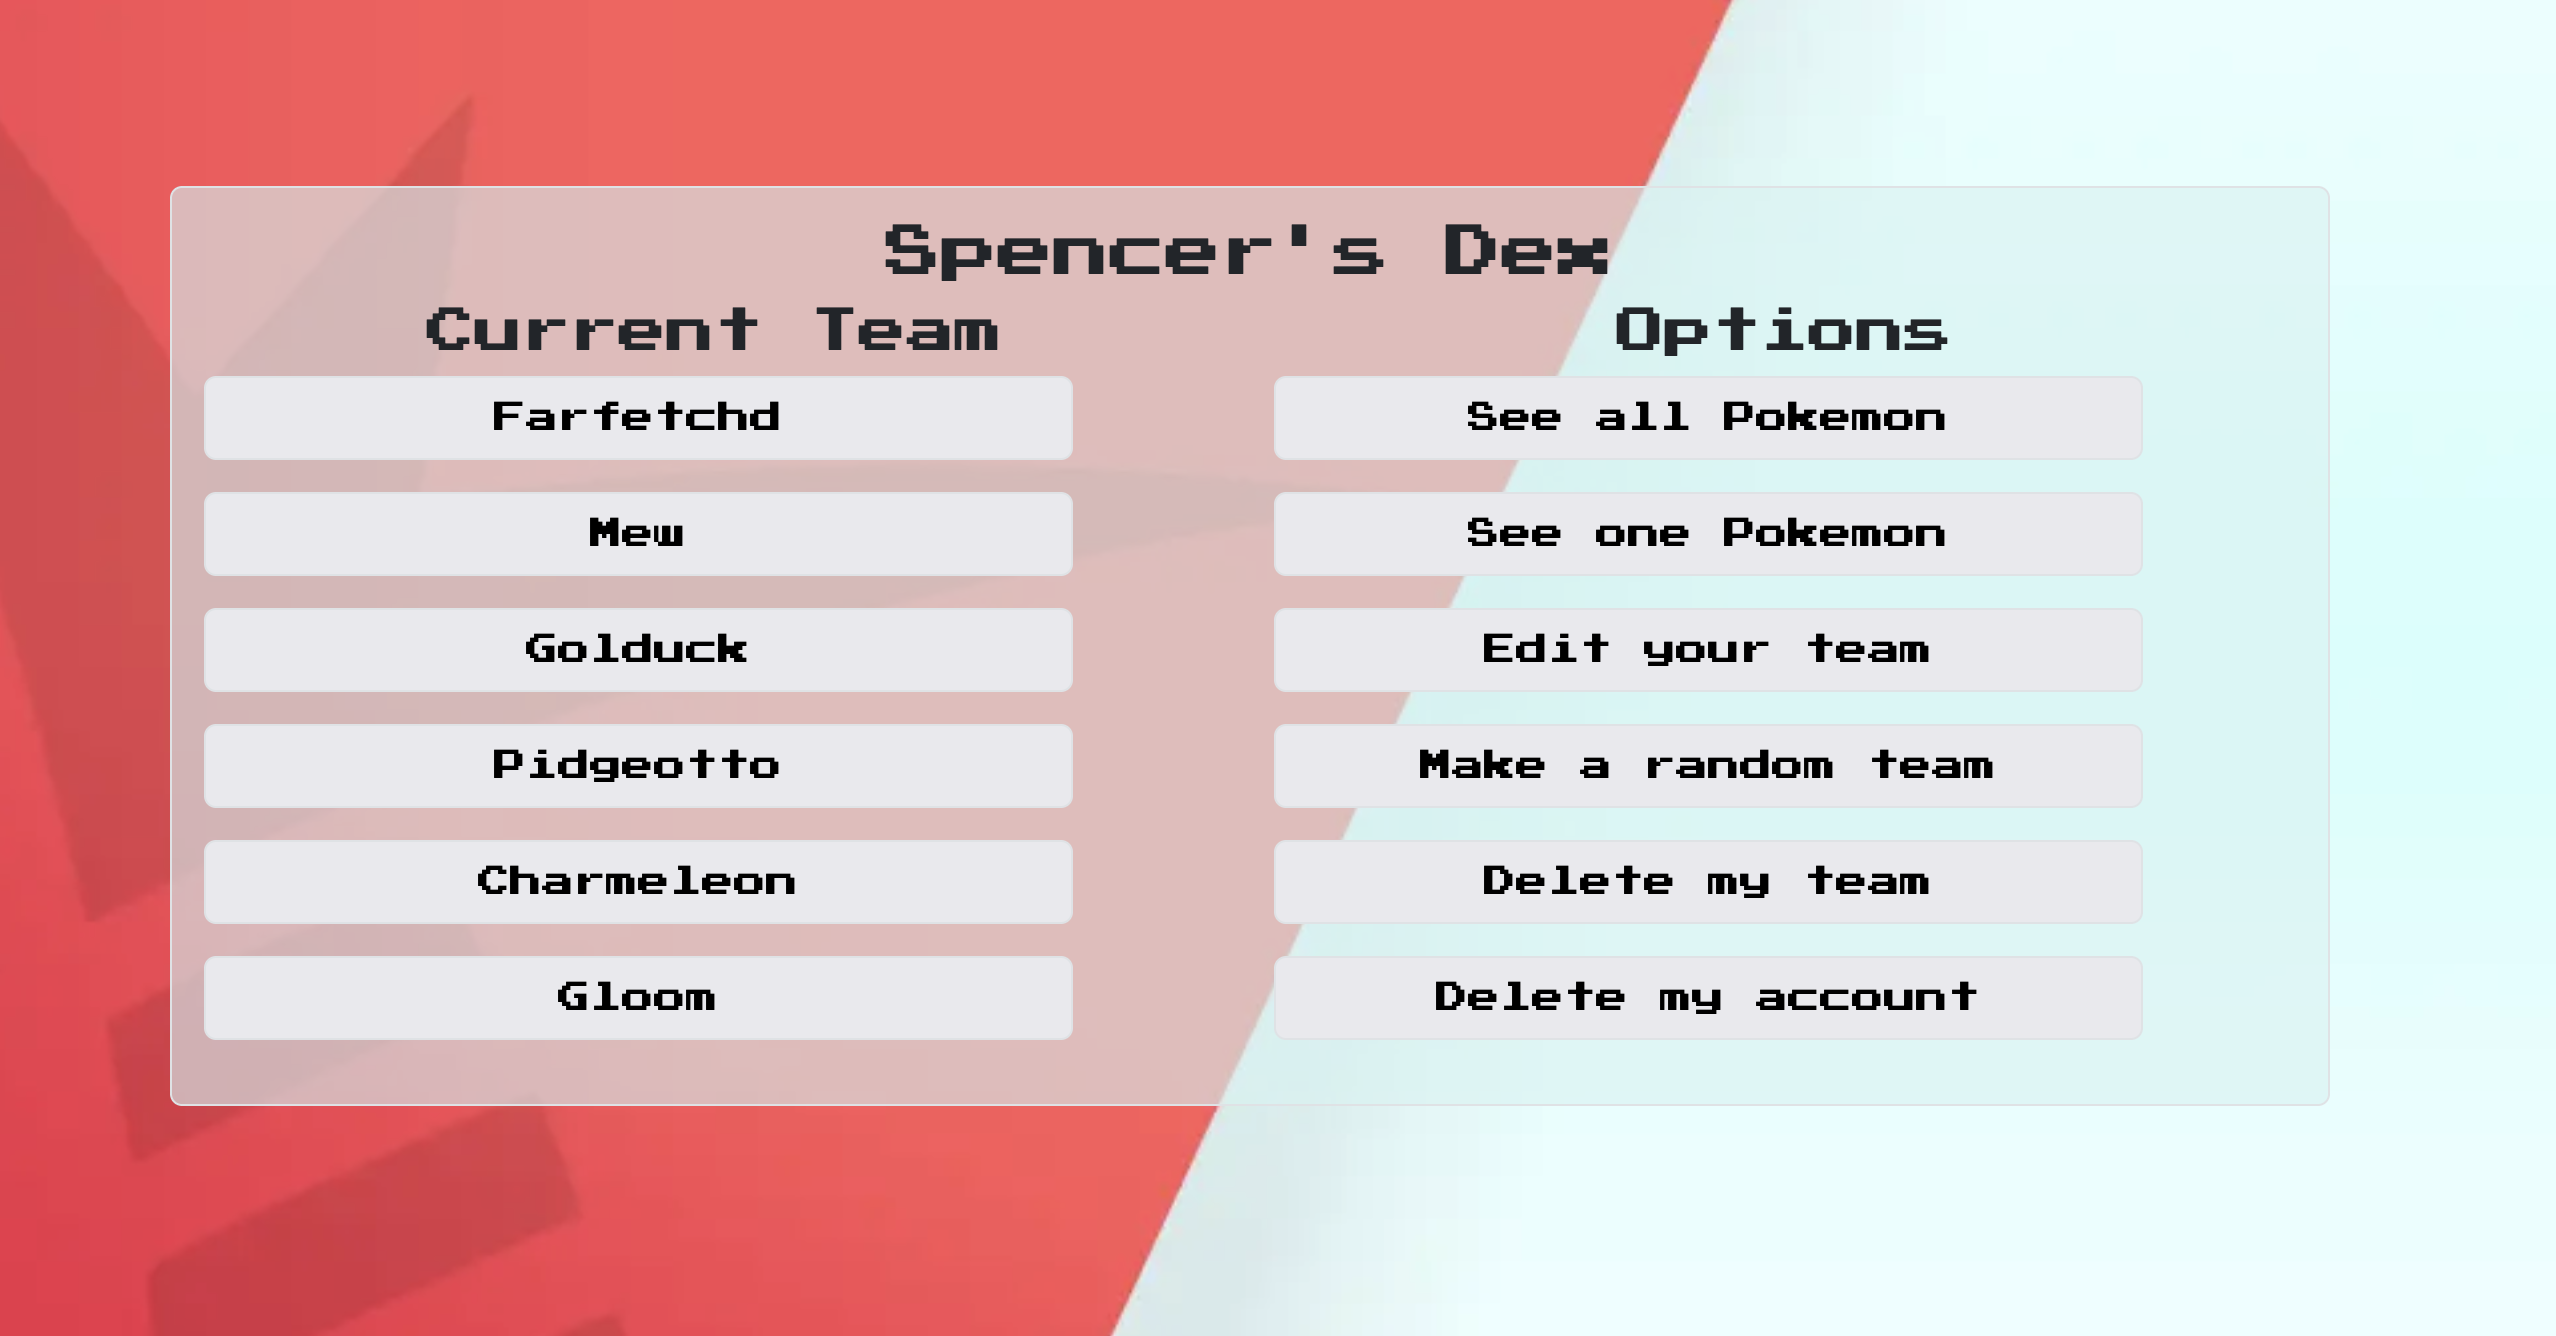 Spencer's Dex
Current Team
Farfetchd
Mew
Golduck
Pidgeotto
Charmeleon
Gloom
Options
See all Pokemon
See one Pokemon
Edit your team
Make a random team
Delete my team
Delete my account